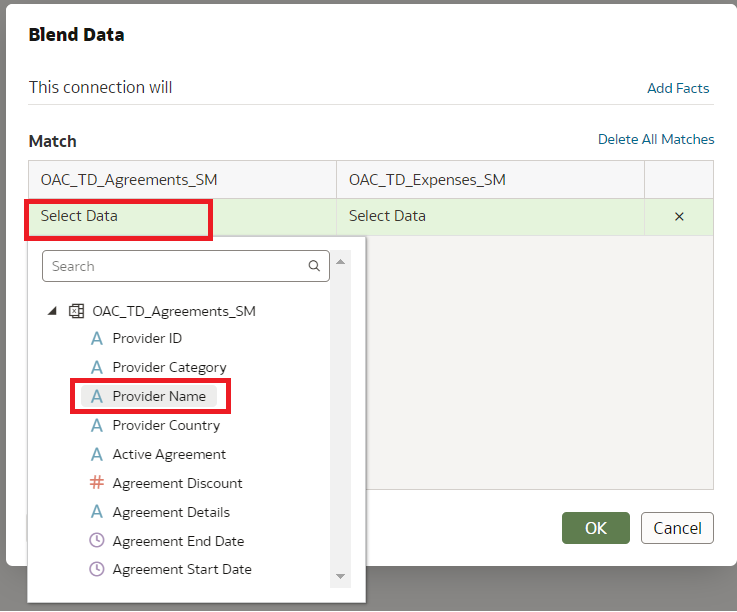 Blend Data
This connection will
Add Facts
Match
Delete All Matches
OAC_TD_Agreements_SM
OAC_TD_Expenses_SM
Select Data
Select Data
Search
OAC_TD_Agreements_SM
A Provider ID
A Provider Category
A Provider Name
A Provider Country
A Active Agreement
# Agreement Discount
A Agreement Details
Agreement End Date
Agreement Start Date
OK
Cancel